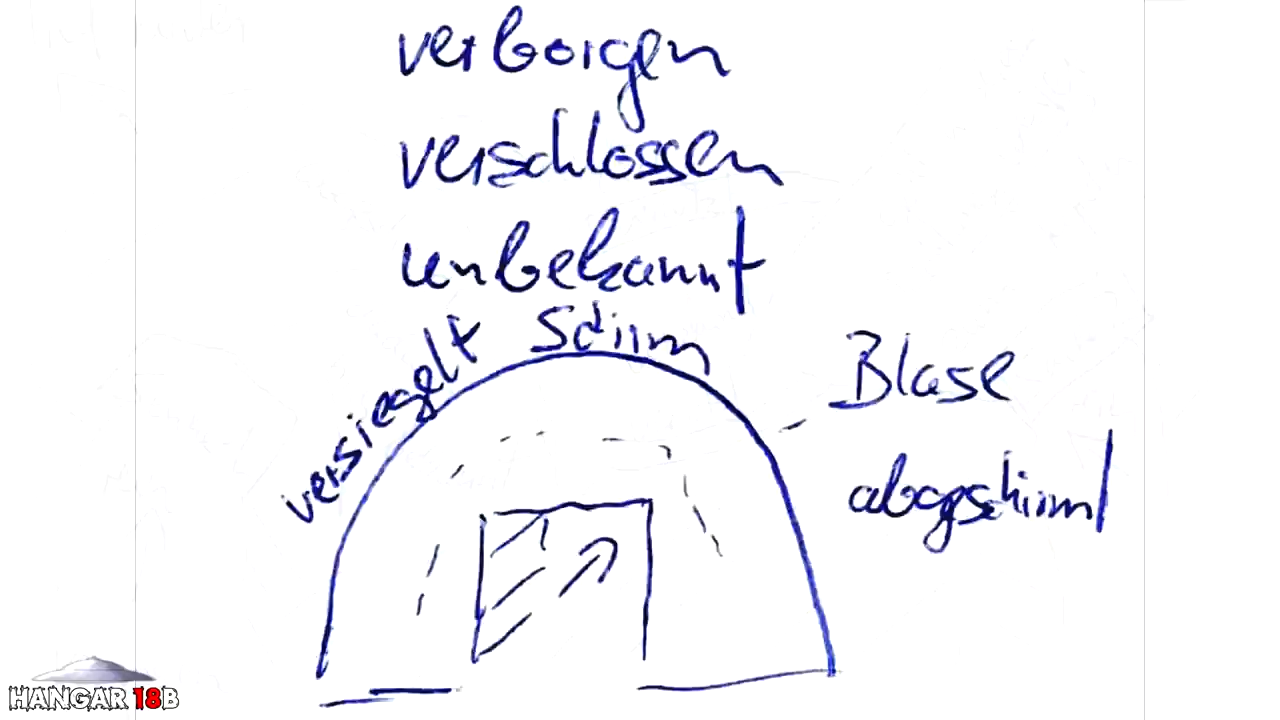 verborgen
verschlossen
unbekannt
versiegelt
Schirm
Blase
abgeschirmt
HANGAR 18B